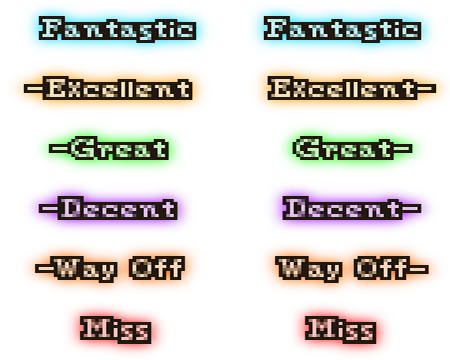 Fantastic Fantastic
-Excellent Excellent-
-Great Great-
-Decent Decent-
-Way Off Way Off-
Miss Miss